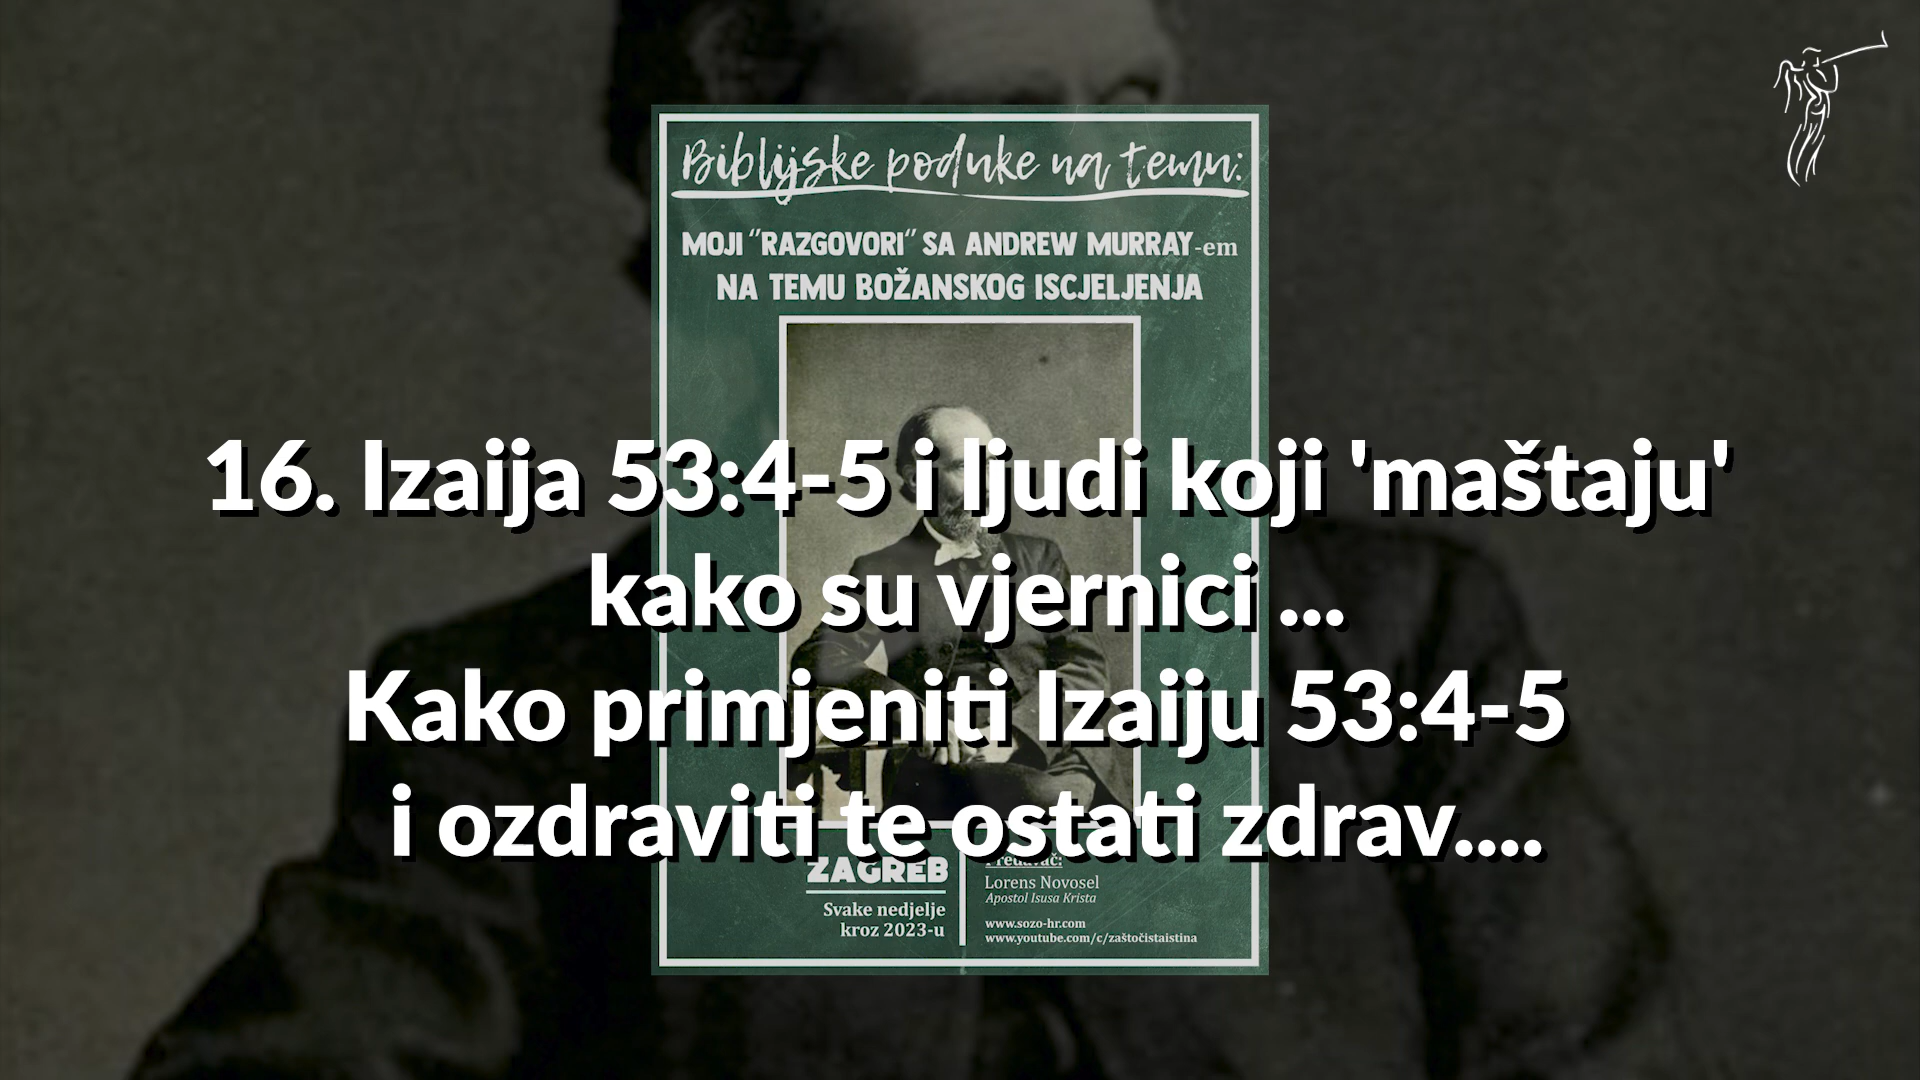 Biblijske poduke na temu:
MOJI "RAZGOVORI" SA ANDREW MURRAY-em
NA TEMU BOŽANSKOG ISCJELJENJA
16. Izaija 53:4-5 i ljudi koji 'maštaju'
kako su vjernici ...
Kako primjeniti Izaiju 53:4-5
i ozdraviti te ostati zdrav....
ZAGREB
Svake nedjelje
kroz 2023-u
Predavač:
Lorens Novosel
Apostol Isusa Krista
www.sozo-hr.com
www.youtube.com/c/zaštočistaistina